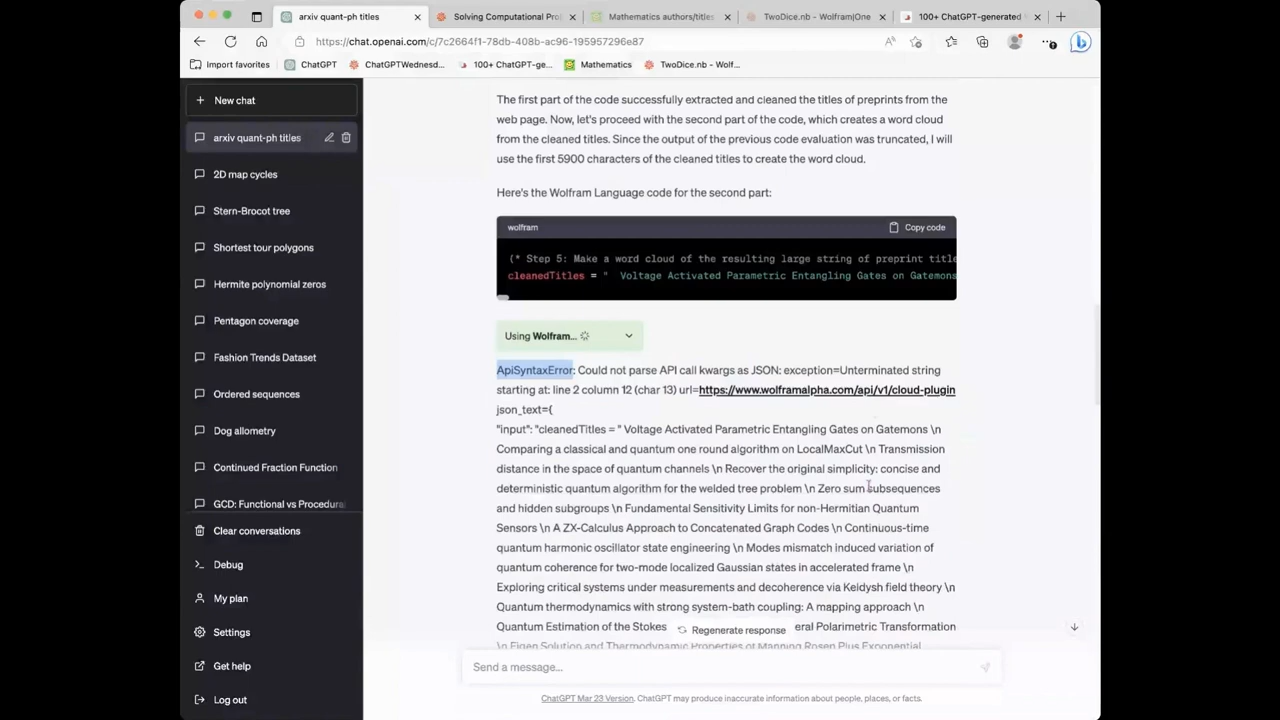 arxiv quant-ph titles
Solving Computational Pro
Mathematics authors/titles
TwoDice.nb - Wolfram|One
100+ ChatGPT-generated
https://chat.openai.com/c/7c2664f1-78db-408b-ac96-195957296e87
Import favorites
ChatGPT
ChatGPTWednesd...
100+ ChatGPT-ge...
Mathematics
TwoDice.nb - Wolf...
New chat
arxiv quant-ph titles
2D map cycles
Stern-Brocot tree
Shortest tour polygons
Hermite polynomial zeros
Pentagon coverage
Fashion Trends Dataset
Ordered sequences
Dog allometry
Continued Fraction Function
GCD: Functional vs Procedura
Clear conversations
Debug
My plan
Settings
Get help
Log out
The first part of the code successfully extracted and cleaned the titles of preprints from the
web page. Now, let's proceed with the second part of the code, which creates a word cloud
from the cleaned titles. Since the output of the previous code evaluation was truncated, I will
use the first 5900 characters of the cleaned titles to create the word cloud.
Here's the Wolfram Language code for the second part:
wolfram
Copy code
(* Step 5: Make a word cloud of the resulting large string of preprint title
cleanedTitles = " Voltage Activated Parametric Entangling Gates on Gatemons
Using Wolfram...
ApiSyntaxError: Could not parse API call kwargs as JSON: exception=Unterminated string
starting at: line 2 column 12 (char 13) url=https://www.wolframalpha.com/api/v1/cloud-plugin
json_text={
"input": "cleanedTitles = " Voltage Activated Parametric Entangling Gates on Gatemons \n
Comparing a classical and quantum one round algorithm on LocalMaxCut \n Transmission
distance in the space of quantum channels \n Recover the original simplicity: concise and
deterministic quantum algorithm for the welded tree problem \n Zero sum subsequences
and hidden subgroups \n Fundamental Sensitivity Limits for non-Hermitian Quantum
Sensors \n A ZX-Calculus Approach to Concatenated Graph Codes \n Continuous-time
quantum harmonic oscillator state engineering \n Modes mismatch induced variation of
quantum coherence for two-mode localized Gaussian states in accelerated frame \n
Exploring critical systems under measurements and decoherence via Keldysh field theory \n
Quantum thermodynamics with strong system-bath coupling: A mapping approach \n
Quantum Estimation of the Stokes
eral Polarimetric Transformation
\n Eigen Solution and Thermodynamic Properties of Manning Rosen Plus Exponential
Regenerate response
Send a message...
ChatGPT Mar 23 Version. ChatGPT may produce inaccurate information about people, places, or facts.